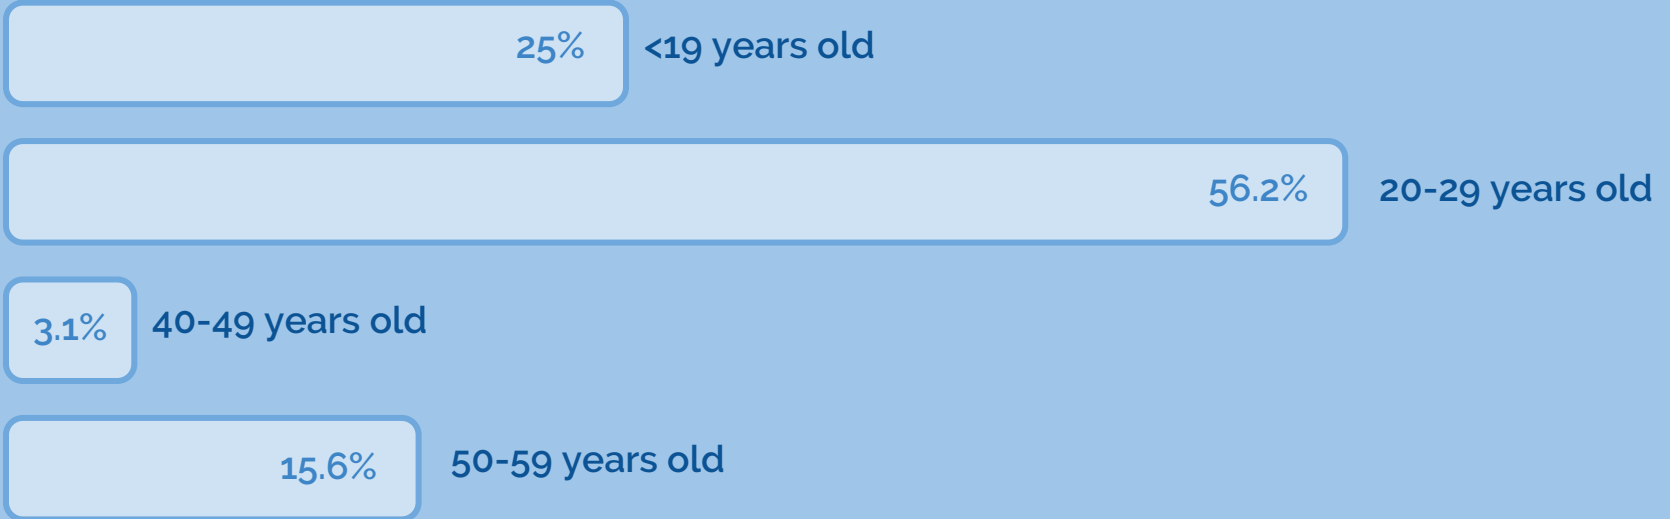 25% <19 years old
56.2% 20-29 years old
3.1% 40-49 years old
15.6% 50-59 years old